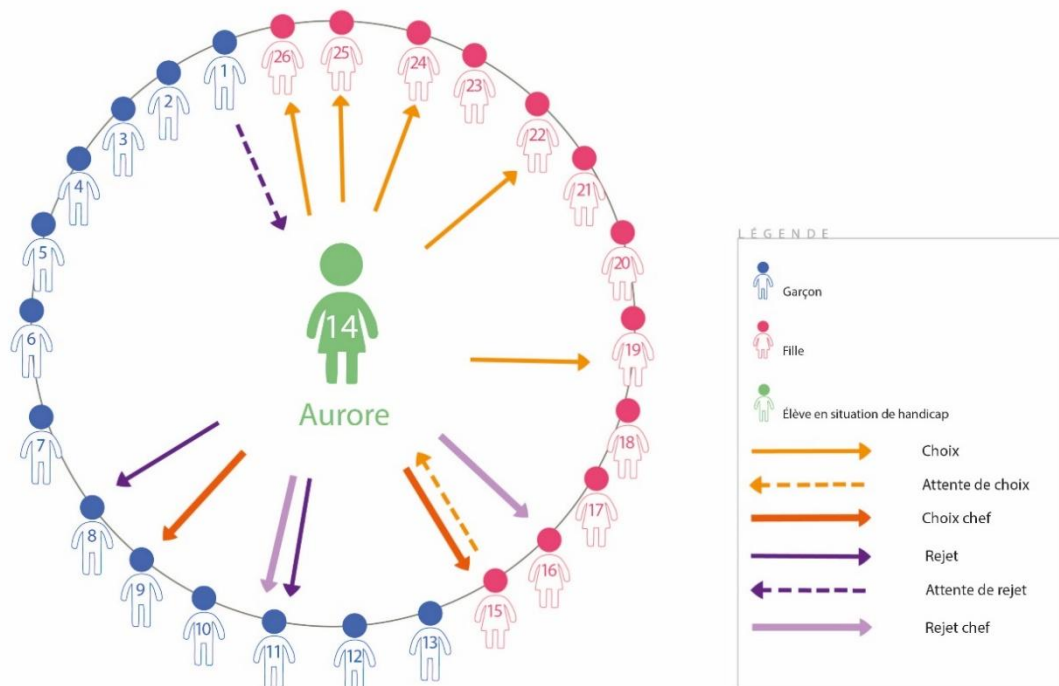 1
26
25
24
2
23
3
22
4
21
5
20
6
14
19
Aurore
7
18
8
17
9
16
10
15
11
12
13
LÉGENDE
Garçon
Fille
Élève en situation de handicap
Choix
Attente de choix
Choix chef
Rejet
Attente de rejet
Rejet chef